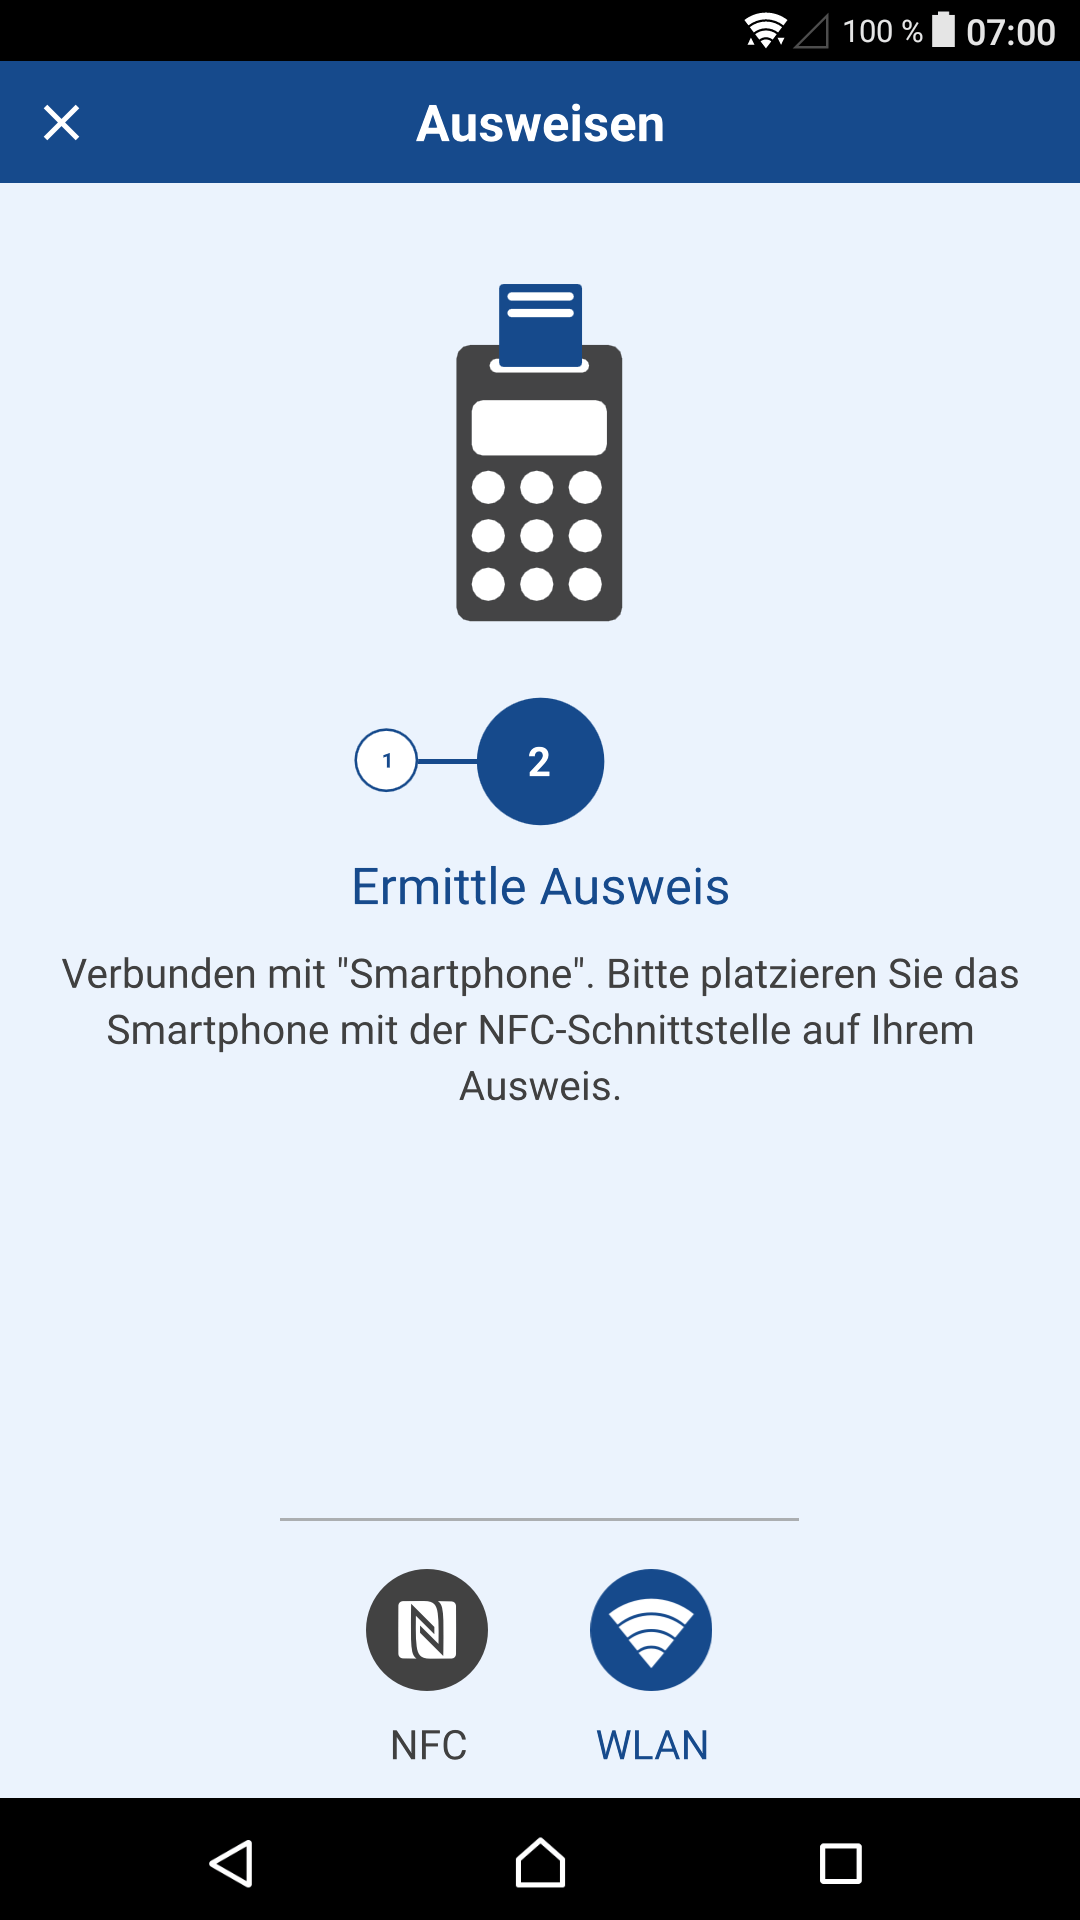 100 % 07:00
Ausweisen
1
2
Ermittle Ausweis
Verbunden mit "Smartphone". Bitte platzieren Sie das
Smartphone mit der NFC-Schnittstelle auf Ihrem
Ausweis.
NFC WLAN